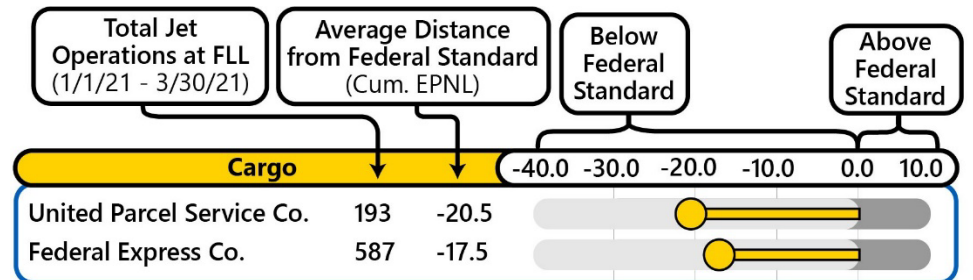 Total Jet
Operations at FLL
(1/1/21 - 3/30/21)
Average Distance
from Federal Standard
(Cum. EPNL)
Below
Federal
Standard
Above
Federal
Standard
Cargo -40.0 -30.0 -20.0 -10.0 0.0 10.0
United Parcel Service Co. 193 -20.5
Federal Express Co. 587 -17.5